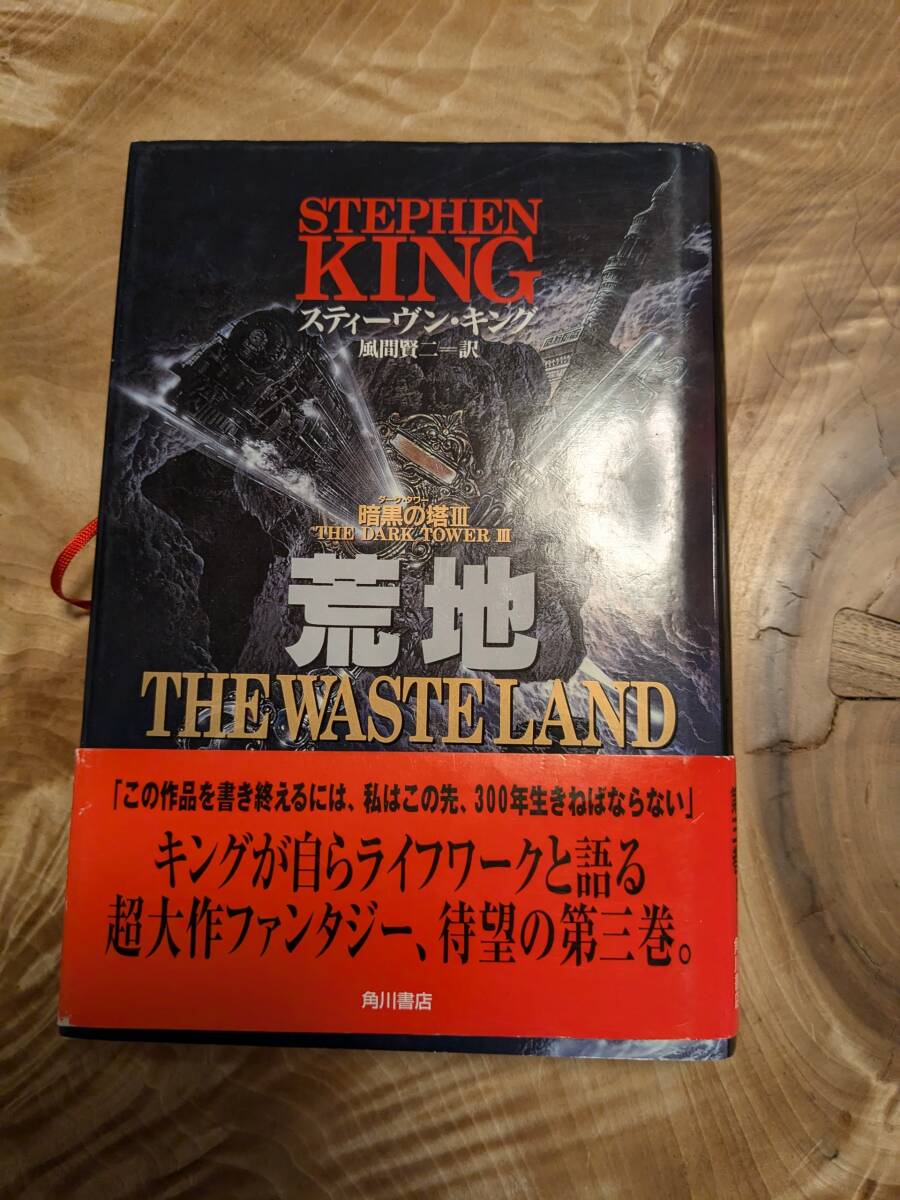 STEPHEN
KING
スティーヴン・キング
風間賢二=訳
ダーク・タワー
暗黒の塔III
THE DARK TOWER III
荒地
THE WASTE LAND
「この作品を書き終えるには、私はこの先、300年生きねばならない」
キングが自らライフワークと語る
超大作ファンタジー、待望の第三巻。
角川書店